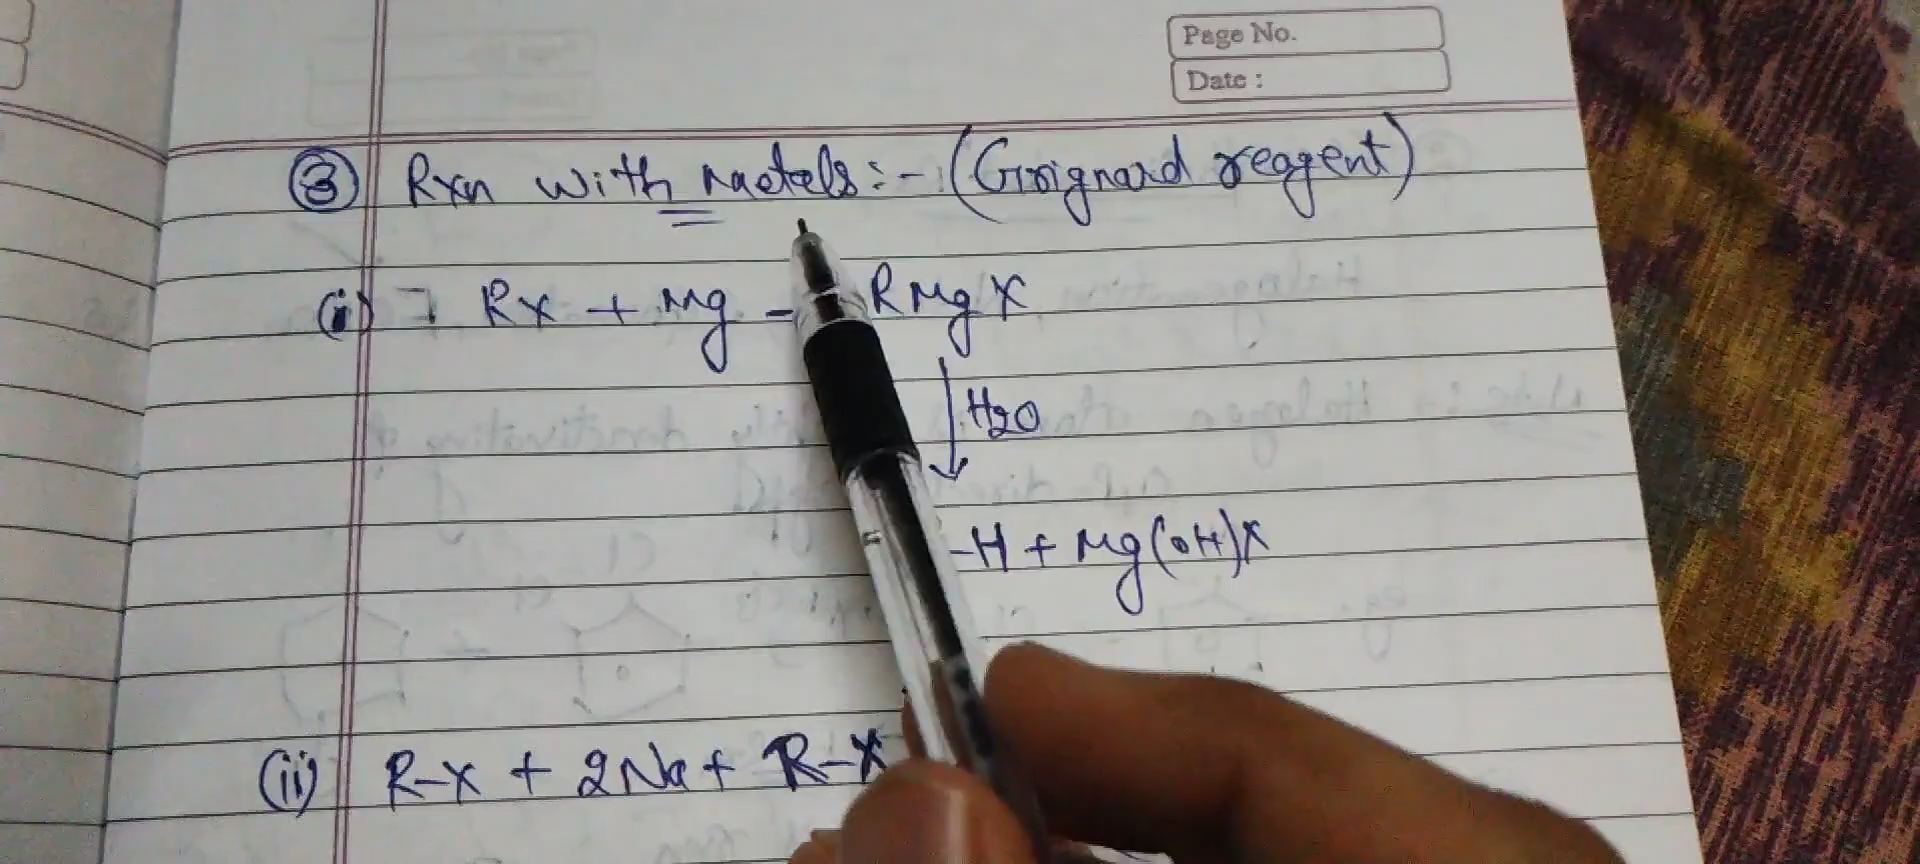 Page No.
Date :
③ Rxn with metals :- (Grignard reagent)
(i) Rx + Mg - RMgX
↓ H2O
-H + Mg(OH)X
(ii) R-X + 2Na + R-X